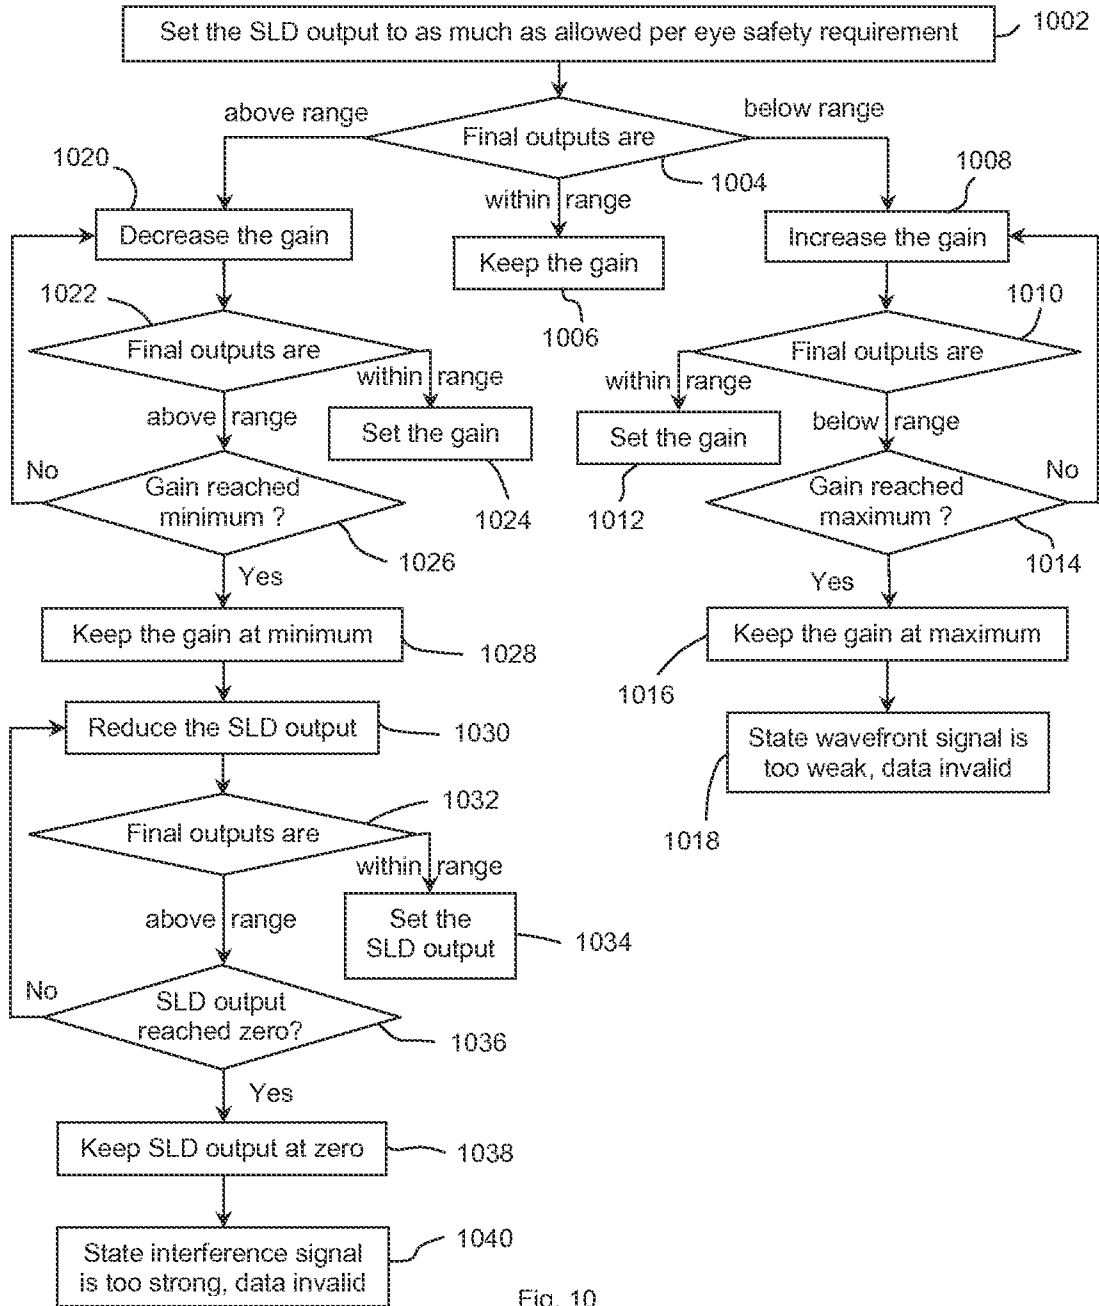 Set the SLD output to as much as allowed per eye safety requirement
1002
above range
below range
Final outputs are
1004
1020
1008
within range
Decrease the gain
Keep the gain
Increase the gain
1022
1006
1010
Final outputs are
Final outputs are
within range
within range
above range
Set the gain
Set the gain
below range
No
No
Gain reached
minimum ?
1024
1012
Gain reached
maximum ?
1026
1014
Yes
Yes
Keep the gain at minimum
1028
Keep the gain at maximum
1016
Reduce the SLD output
1030
State wavefront signal is
too weak, data invalid
1032
1018
Final outputs are
within range
above range
Set the
SLD output
1034
No
SLD output
reached zero?
1036
Yes
Keep SLD output at zero
1038
1040
State interference signal
is too strong, data invalid
Fig. 10